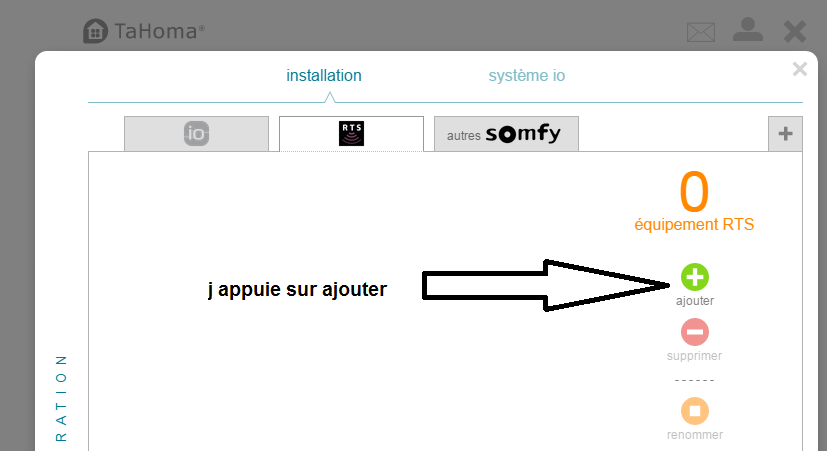 TaHoma®
installation
système io
io
RTS
autres somfy
0
équipement RTS
j appuie sur ajouter
ajouter
supprimer
renommer
RATION